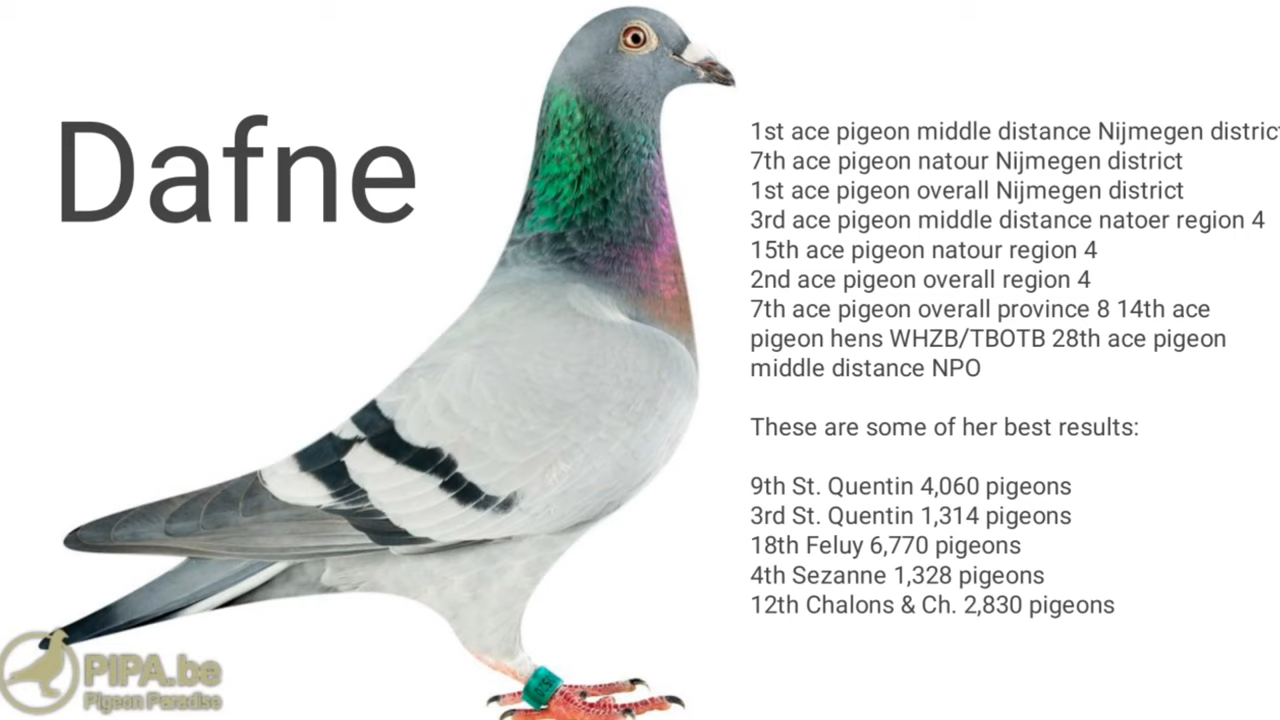 Dafne
1st ace pigeon middle distance Nijmegen distric
7th ace pigeon natour Nijmegen district
1st ace pigeon overall Nijmegen district
3rd ace pigeon middle distance natoer region 4
15th ace pigeon natour region 4
2nd ace pigeon overall region 4
7th ace pigeon overall province 8 14th ace
pigeon hens WHZB/TBOTB 28th ace pigeon
middle distance NPO
These are some of her best results:
9th St. Quentin 4,060 pigeons
3rd St. Quentin 1,314 pigeons
18th Feluy 6,770 pigeons
4th Sezanne 1,328 pigeons
12th Chalons & Ch. 2,830 pigeons
PIPA.be
Pigeon Paradise